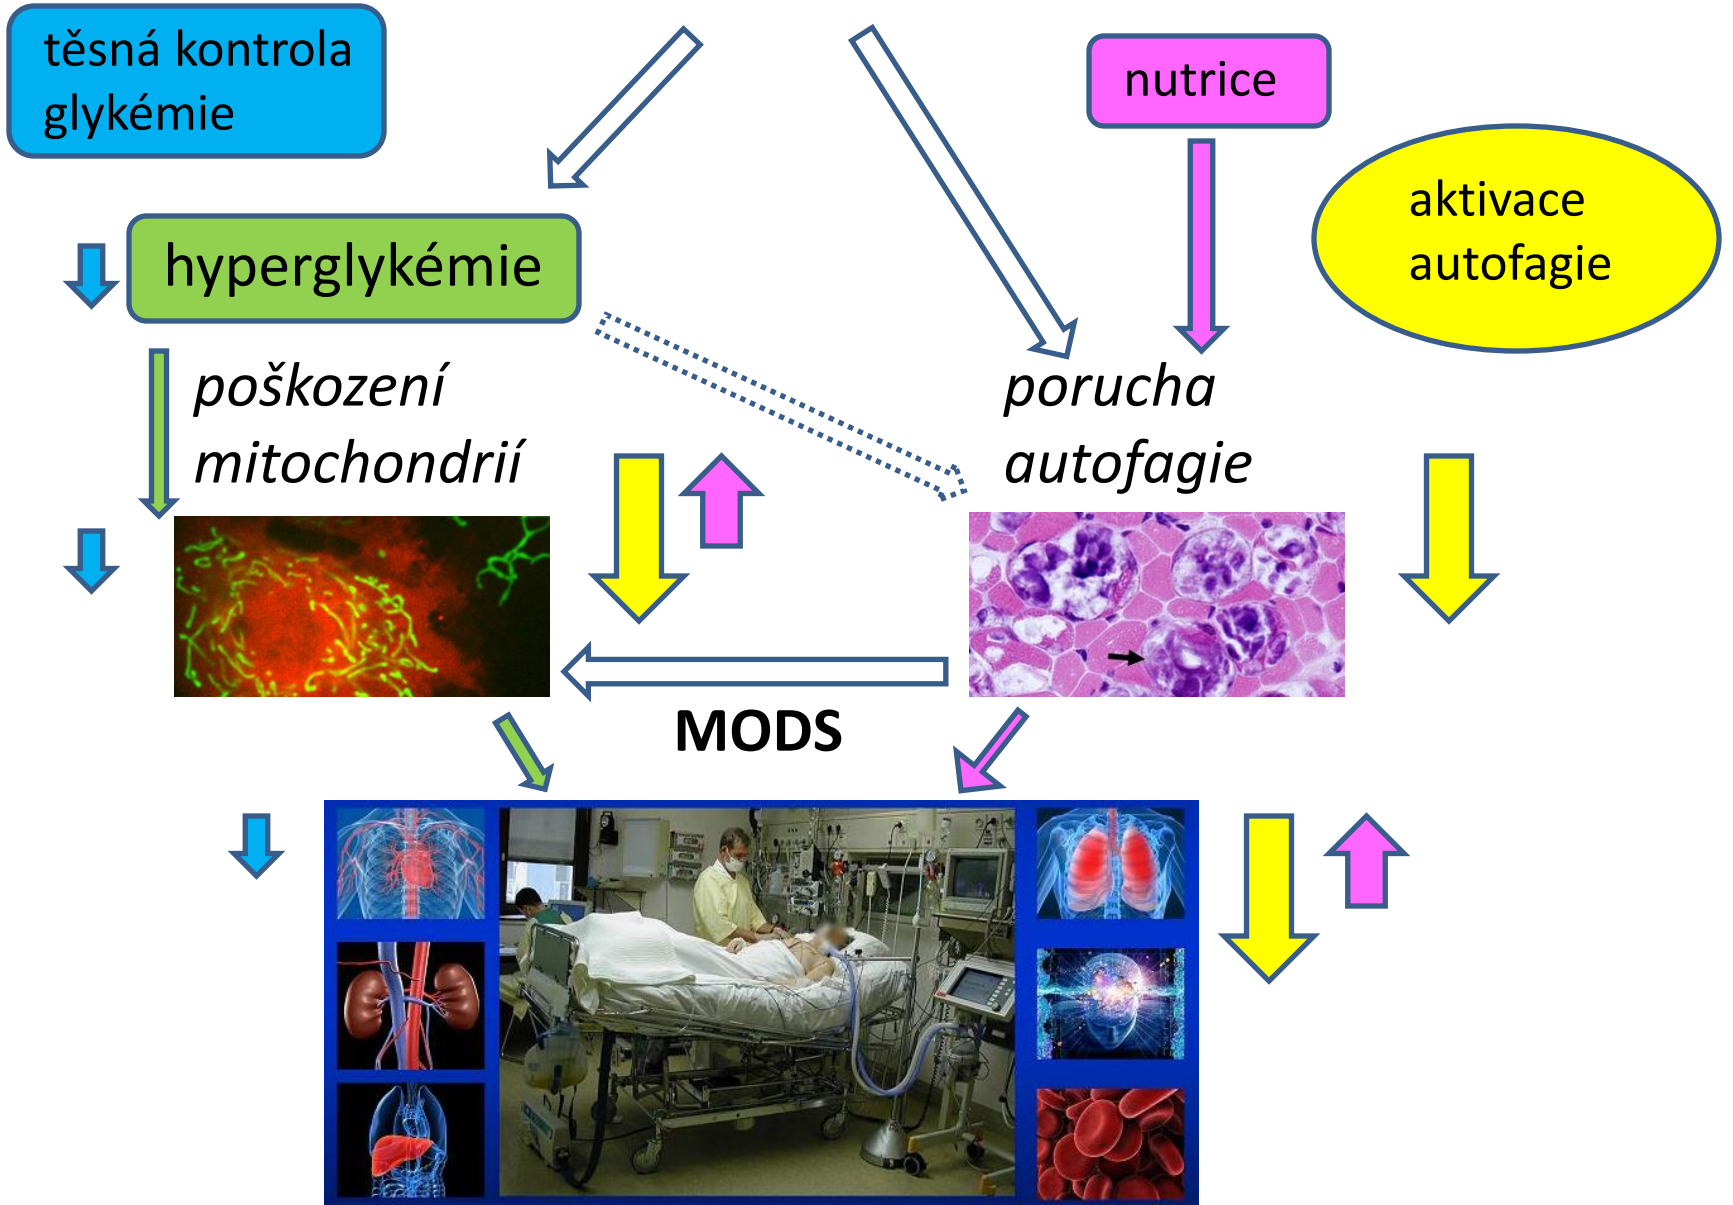 těsná kontrola
glykémie
nutrice
aktivace
autofagie
hyperglykémie
poškození
mitochondrií
porucha
autofagie
MODS